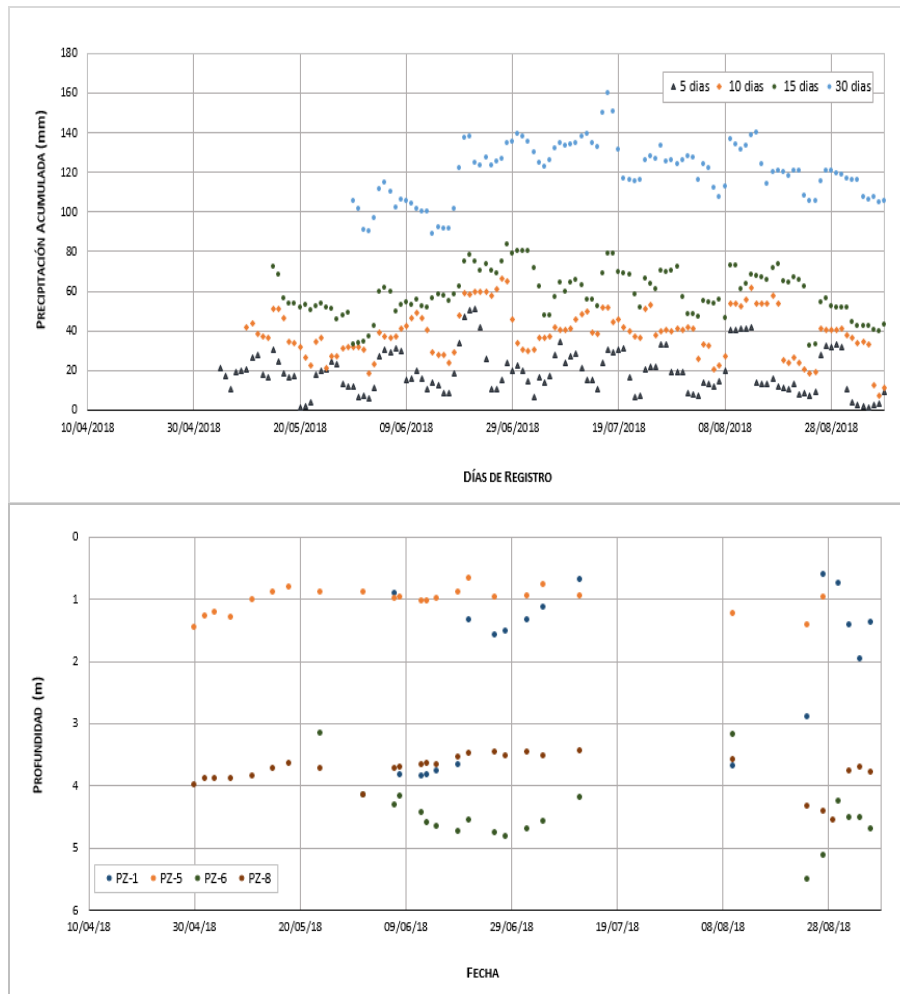 180
160
140
120
100
80
60
40
20
0
PRECIPITACIÓN ACUMULADA (mm)
5 dias 10 dias 15 dias 30 dias
10/04/2018 30/04/2018 20/05/2018 09/06/2018 29/06/2018 19/07/2018 08/08/2018 28/08/2018
DÍAS DE REGISTRO
0
1
2
3
4
5
6
PROFUNDIDAD (m)
PZ-1 PZ-5 PZ-6 PZ-8
10/04/18 30/04/18 20/05/18 09/06/18 29/06/18 19/07/18 08/08/18 28/08/18
FECHA